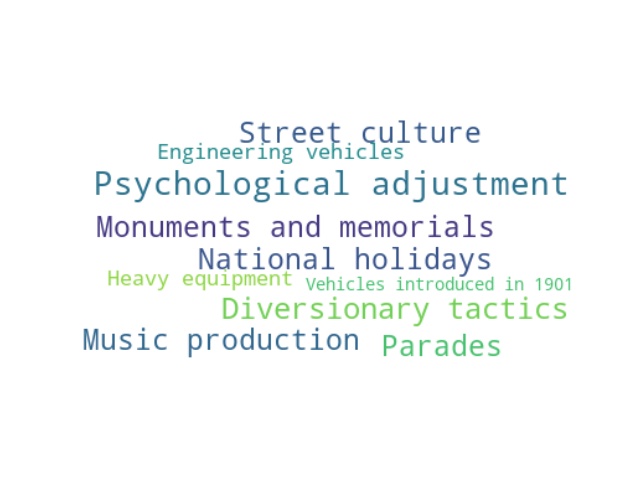 Street culture
Engineering vehicles
Psychological adjustment
Monuments and memorials
National holidays
Heavy equipment
Vehicles introduced in 1901
Diversionary tactics
Music production
Parades